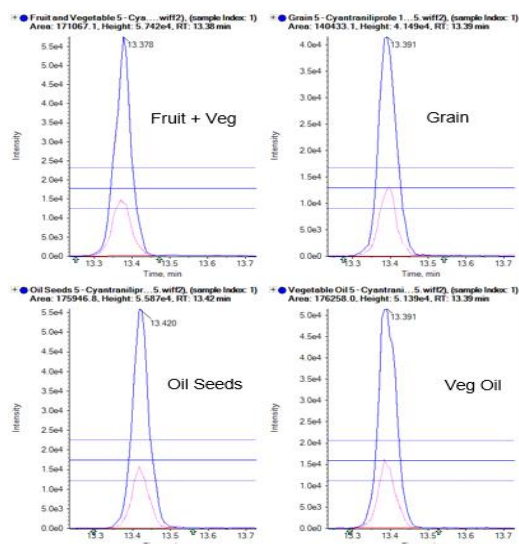 Fruit and Vegetable 5 - Cya.....wiff2), (sample Index: 1)
Area: 171067.1, Height: 5.742e4, RT: 13.38 min
13.378
Fruit + Veg
Intensity
5.5e4
5.0e4
4.5e4
4.0e4
3.5e4
3.0e4
2.5e4
2.0e4
1.5e4
1.0e4
5.0e3
0.0e0
13.3 13.4 13.5 13.6 13.7
Time, min
Grain 5 - Cyantraniliprole 1...5.wiff2), (sample Index: 1)
Area: 140433.1, Height: 4.149e4, RT: 13.39 min
13.391
Grain
Intensity
4.0e4
3.5e4
3.0e4
2.5e4
2.0e4
1.5e4
1.0e4
5.0e3
0.0e0
13.3 13.4 13.5 13.6 13.7
Time, min
Oil Seeds 5 - Cyantranilipr...5.wiff2), (sample Index: 1)
Area: 175946.8, Height: 5.587e4, RT: 13.42 min
13.420
Oil Seeds
Intensity
5.5e4
5.0e4
4.5e4
4.0e4
3.5e4
3.0e4
2.5e4
2.0e4
1.5e4
1.0e4
5.0e3
0.0e0
13.3 13.4 13.5 13.6 13.7
Vegetable Oil 5 - Cyantrani...5.wiff2), (sample Index: 1)
Area: 176258.0, Height: 5.139e4, RT: 13.39 min
13.391
Veg Oil
Intensity
5.0e4
4.5e4
4.0e4
3.5e4
3.0e4
2.5e4
2.0e4
1.5e4
1.0e4
5.0e3
0.0e0
13.3 13.4 13.5 13.6 13.7